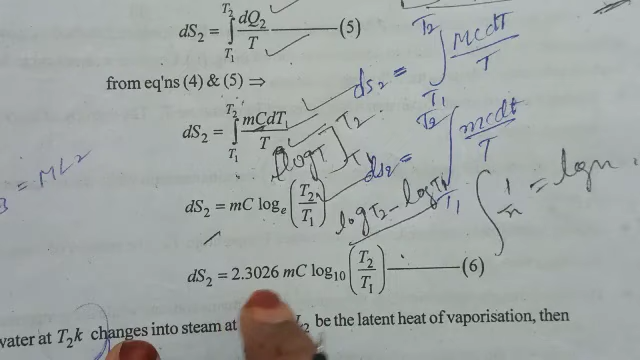 dS₂ = ∫_{T₁}^{T₂} dQ₂/T ——(5)
T₂
∫ MCdT/T
dS₂ =
T₁
from eq'ns (4) & (5) ⇒
dS₂ = ∫_{T₁}^{T₂} mCdT₁/T
[log T]_{T₁}^{T₂}
dS₂ = ∫_{T₁}^{T₂} mcdt/T
= ML2
dS₂ = mC logₑ (T₂/T₁)
log T₂ - log T₁
∫ 1/n = log n
dS₂ = 2.3026 mC log₁₀ (T₂/T₁) ——(6)
water at T₂k changes into steam at be the latent heat of vaporisation, then